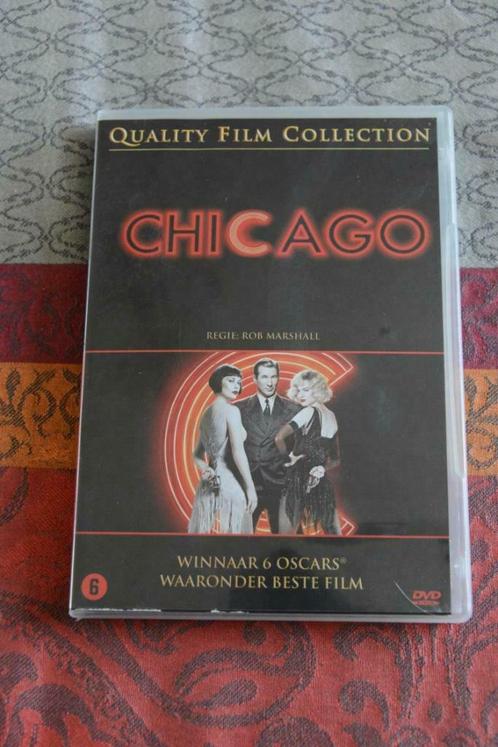 QUALITY FILM COLLECTION
CHICAGO
REGIE: ROB MARSHALL
WINNAAR 6 OSCARS®
WAARONDER BESTE FILM
6
DVD